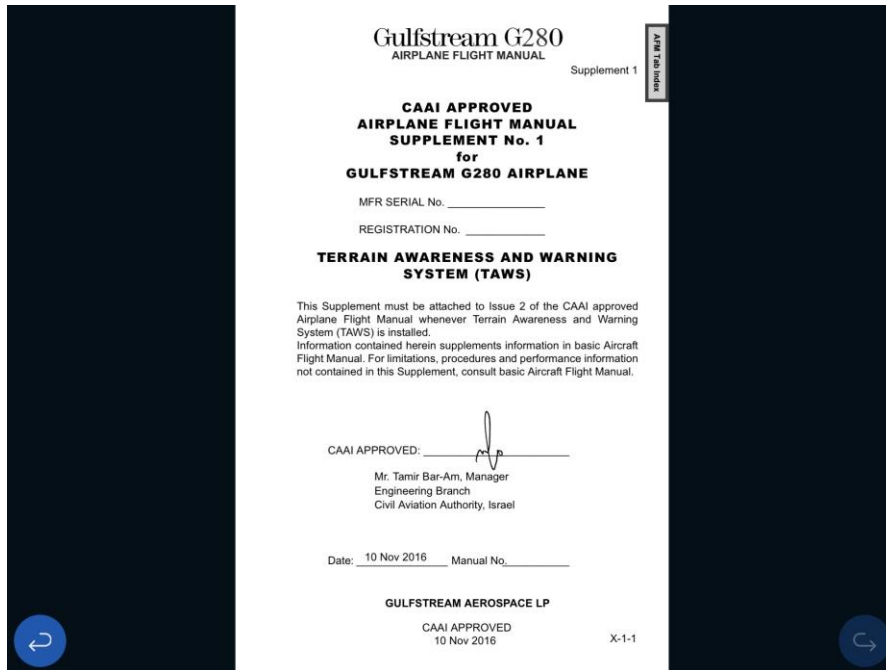 Gulfstream G280
AIRPLANE FLIGHT MANUAL
AFM Tab Index
Supplement 1
CAAI APPROVED
AIRPLANE FLIGHT MANUAL
SUPPLEMENT No. 1
for
GULFSTREAM G280 AIRPLANE
MFR SERIAL No. _______________
REGISTRATION No. ____________
TERRAIN AWARENESS AND WARNING
SYSTEM (TAWS)
This Supplement must be attached to Issue 2 of the CAAI approved
Airplane Flight Manual whenever Terrain Awareness and Warning
System (TAWS) is installed.
Information contained herein supplements information in basic Aircraft
Flight Manual. For limitations, procedures and performance information
not contained in this Supplement, consult basic Aircraft Flight Manual.
CAAI APPROVED: _______________________
Mr. Tamir Bar-Am, Manager
Engineering Branch
Civil Aviation Authority, Israel
Date: 10 Nov 2016 Manual No.__________
GULFSTREAM AEROSPACE LP
CAAI APPROVED
10 Nov 2016
X-1-1